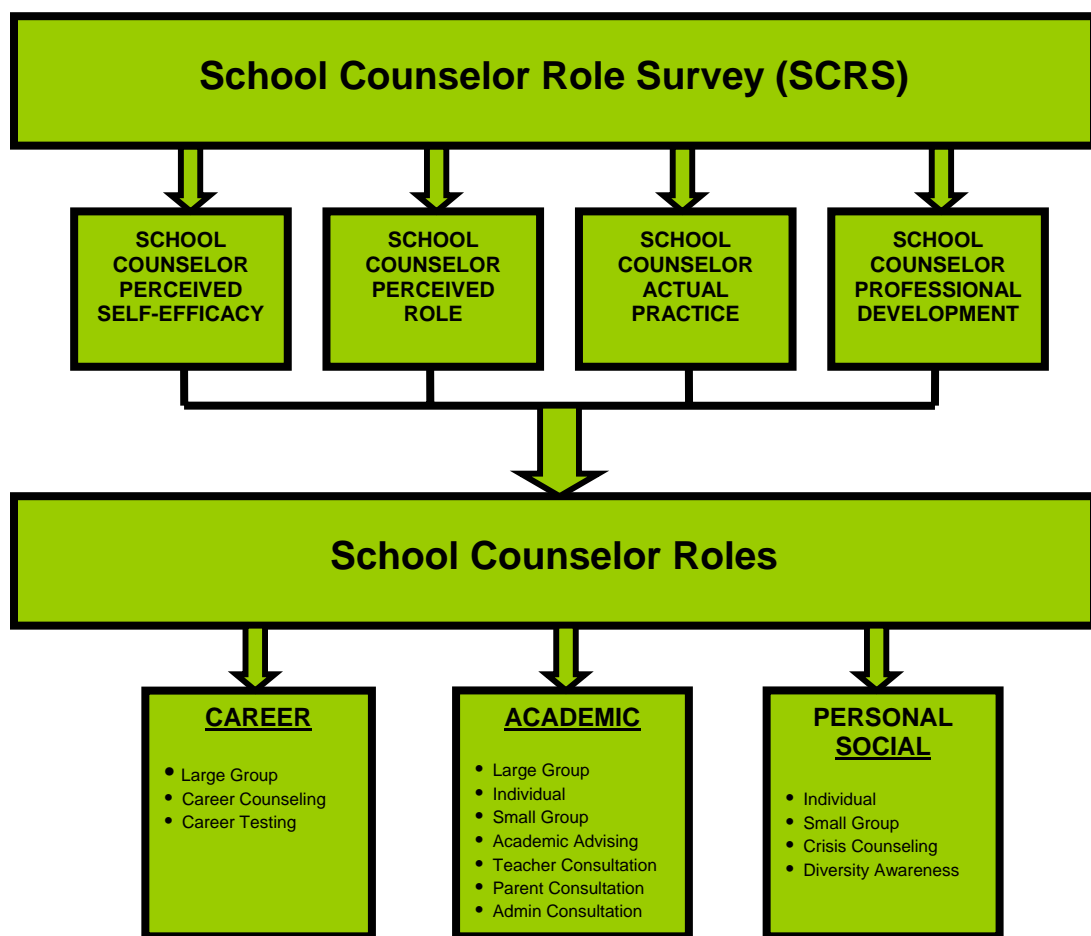 School Counselor Role Survey (SCRS)
SCHOOL
COUNSELOR
PERCEIVED
SELF-EFFICACY
SCHOOL
COUNSELOR
PERCEIVED
ROLE
SCHOOL
COUNSELOR
ACTUAL
PRACTICE
SCHOOL
COUNSELOR
PROFESSIONAL
DEVELOPMENT
School Counselor Roles
CAREER
• Large Group
• Career Counseling
• Career Testing
ACADEMIC
• Large Group
• Individual
• Small Group
• Academic Advising
• Teacher Consultation
• Parent Consultation
• Admin Consultation
PERSONAL
SOCIAL
• Individual
• Small Group
• Crisis Counseling
• Diversity Awareness